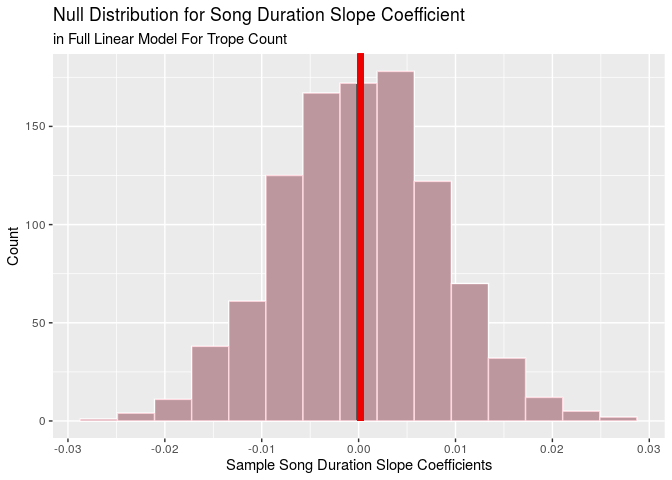 Null Distribution for Song Duration Slope Coefficient
in Full Linear Model For Trope Count
150
100
50
0
Count
-0.03 -0.02 -0.01 0.00 0.01 0.02 0.03
Sample Song Duration Slope Coefficients